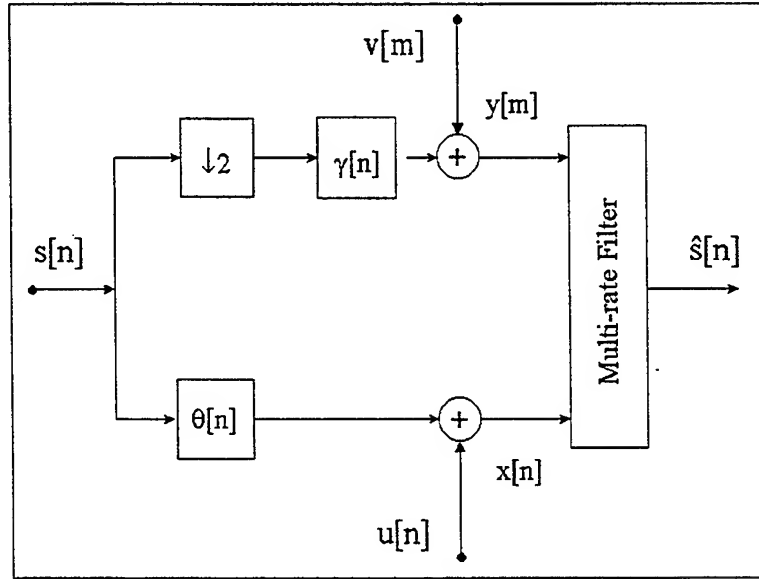 v[m]
y[m]
↓2
γ[n]
+
s[n]
Multi-rate Filter
ŝ[n]
θ[n]
+
x[n]
u[n]